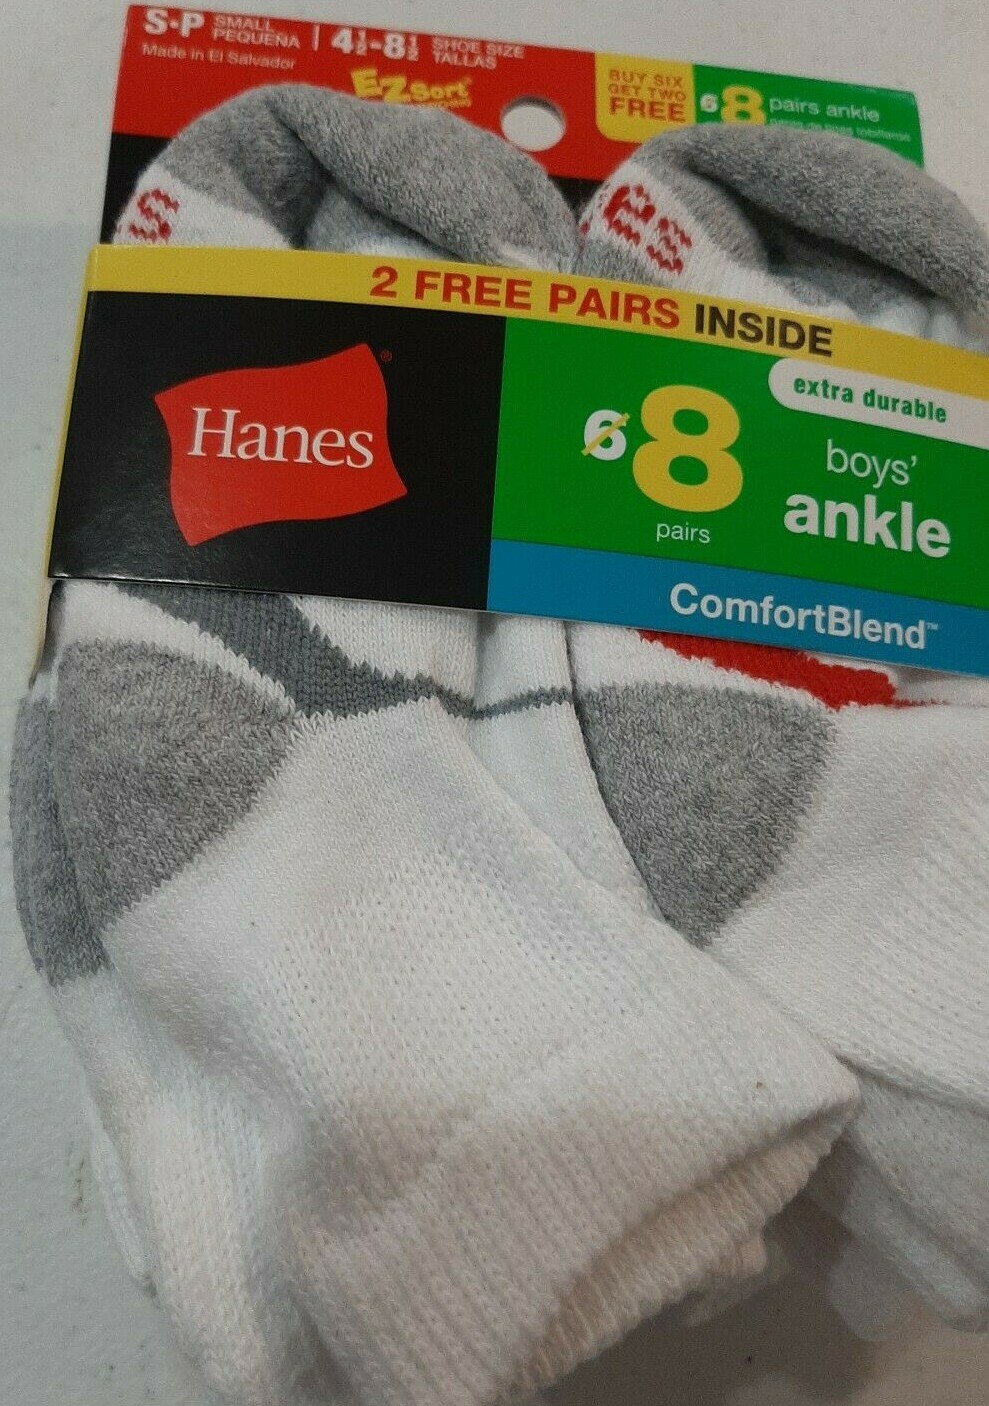 S-P SMALL PEQUEÑA | 4½-8½ SHOE SIZE TALLAS
Made in El Salvador
EZ Sort
BUY SIX
GET TWO
FREE
6 8 pairs ankle
S
S
2 FREE PAIRS INSIDE
Hanes®
extra durable
6 8
pairs
boys'
ankle
ComfortBlend™